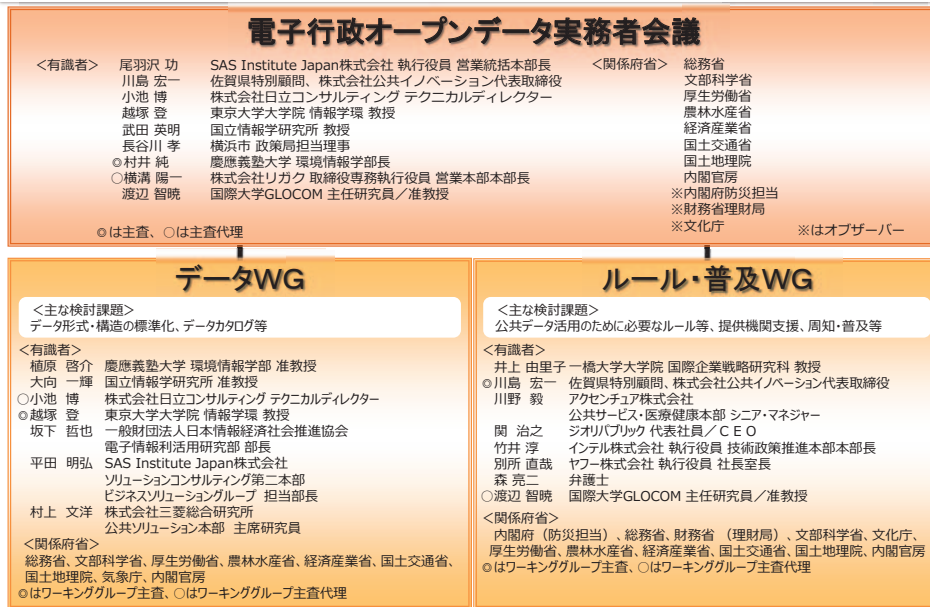 電子行政オープンデータ実務者会議
<有識者>
尾羽沢 功 SAS Institute Japan株式会社 執行役員 営業統括本部長
川島 宏一 佐賀県特別顧問、株式会社公共イノベーション代表取締役
小池 博 株式会社日立コンサルティング テクニカルディレクター
越塚 登 東京大学大学院 情報学環 教授
武田 英明 国立情報学研究所 教授
長谷川 孝 横浜市 政策局担当理事
◎村井 純 慶應義塾大学 環境情報学部長
○横溝 陽一 株式会社リガク 取締役専務執行役員 営業本部本部長
渡辺 智暁 国際大学GLOCOM 主任研究員/准教授
◎は主査、○は主査代理
<関係府省>
総務省
文部科学省
厚生労働省
農林水産省
経済産業省
国土交通省
国土地理院
内閣官房
※内閣府防災担当
※財務省理財局
※文化庁
※はオブザーバー
データWG
<主な検討課題>
データ形式・構造の標準化、データカタログ等
<有識者>
植原 啓介 慶應義塾大学 環境情報学部 准教授
大向 一輝 国立情報学研究所 准教授
○小池 博 株式会社日立コンサルティング テクニカルディレクター
◎越塚 登 東京大学大学院 情報学環 教授
坂下 哲也 一般財団法人日本情報経済社会推進協会
電子情報利活用研究部 部長
平田 明弘 SAS Institute Japan株式会社
ソリューションコンサルティング第二本部
ビジネスソリューショングループ 担当部長
村上 文洋 株式会社三菱総合研究所
公共ソリューション本部 主席研究員
<関係府省>
総務省、文部科学省、厚生労働省、農林水産省、経済産業省、国土交通省、
国土地理院、気象庁、内閣官房
◎はワーキンググループ主査、○はワーキンググループ主査代理
ルール・普及WG
<主な検討課題>
公共データ活用のために必要なルール等、提供機関支援、周知・普及等
<有識者>
井上 由里子 一橋大学大学院 国際企業戦略研究科 教授
◎川島 宏一 佐賀県特別顧問、株式会社公共イノベーション代表取締役
川野 毅 アクセンチュア株式会社
公共サービス・医療健康本部 シニア・マネジャー
関 治之 ジオリパブリック 代表社員/CEO
竹井 淳 インテル株式会社 執行役員 技術政策推進本部本部長
別所 直哉 ヤフー株式会社 執行役員 社長室長
森 亮二 弁護士
○渡辺 智暁 国際大学GLOCOM 主任研究員/准教授
<関係府省>
内閣府(防災担当)、総務省、財務省(理財局)、文部科学省、文化庁、
厚生労働省、農林水産省、経済産業省、国土交通省、国土地理院、内閣官房
◎はワーキンググループ主査、○はワーキンググループ主査代理